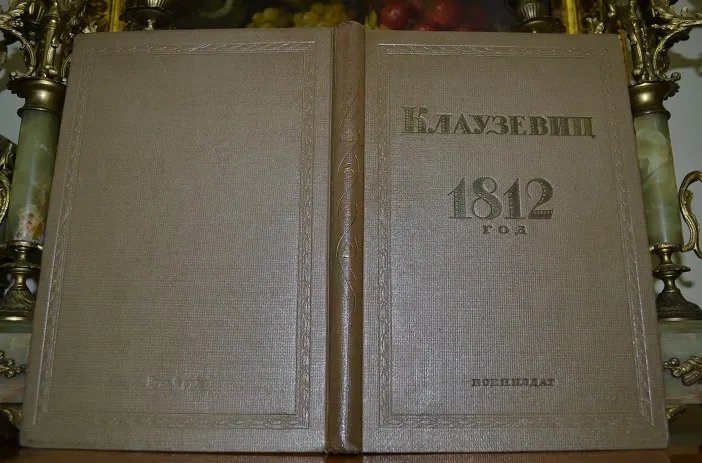 Клаузевиц
1812
год
Воениздат